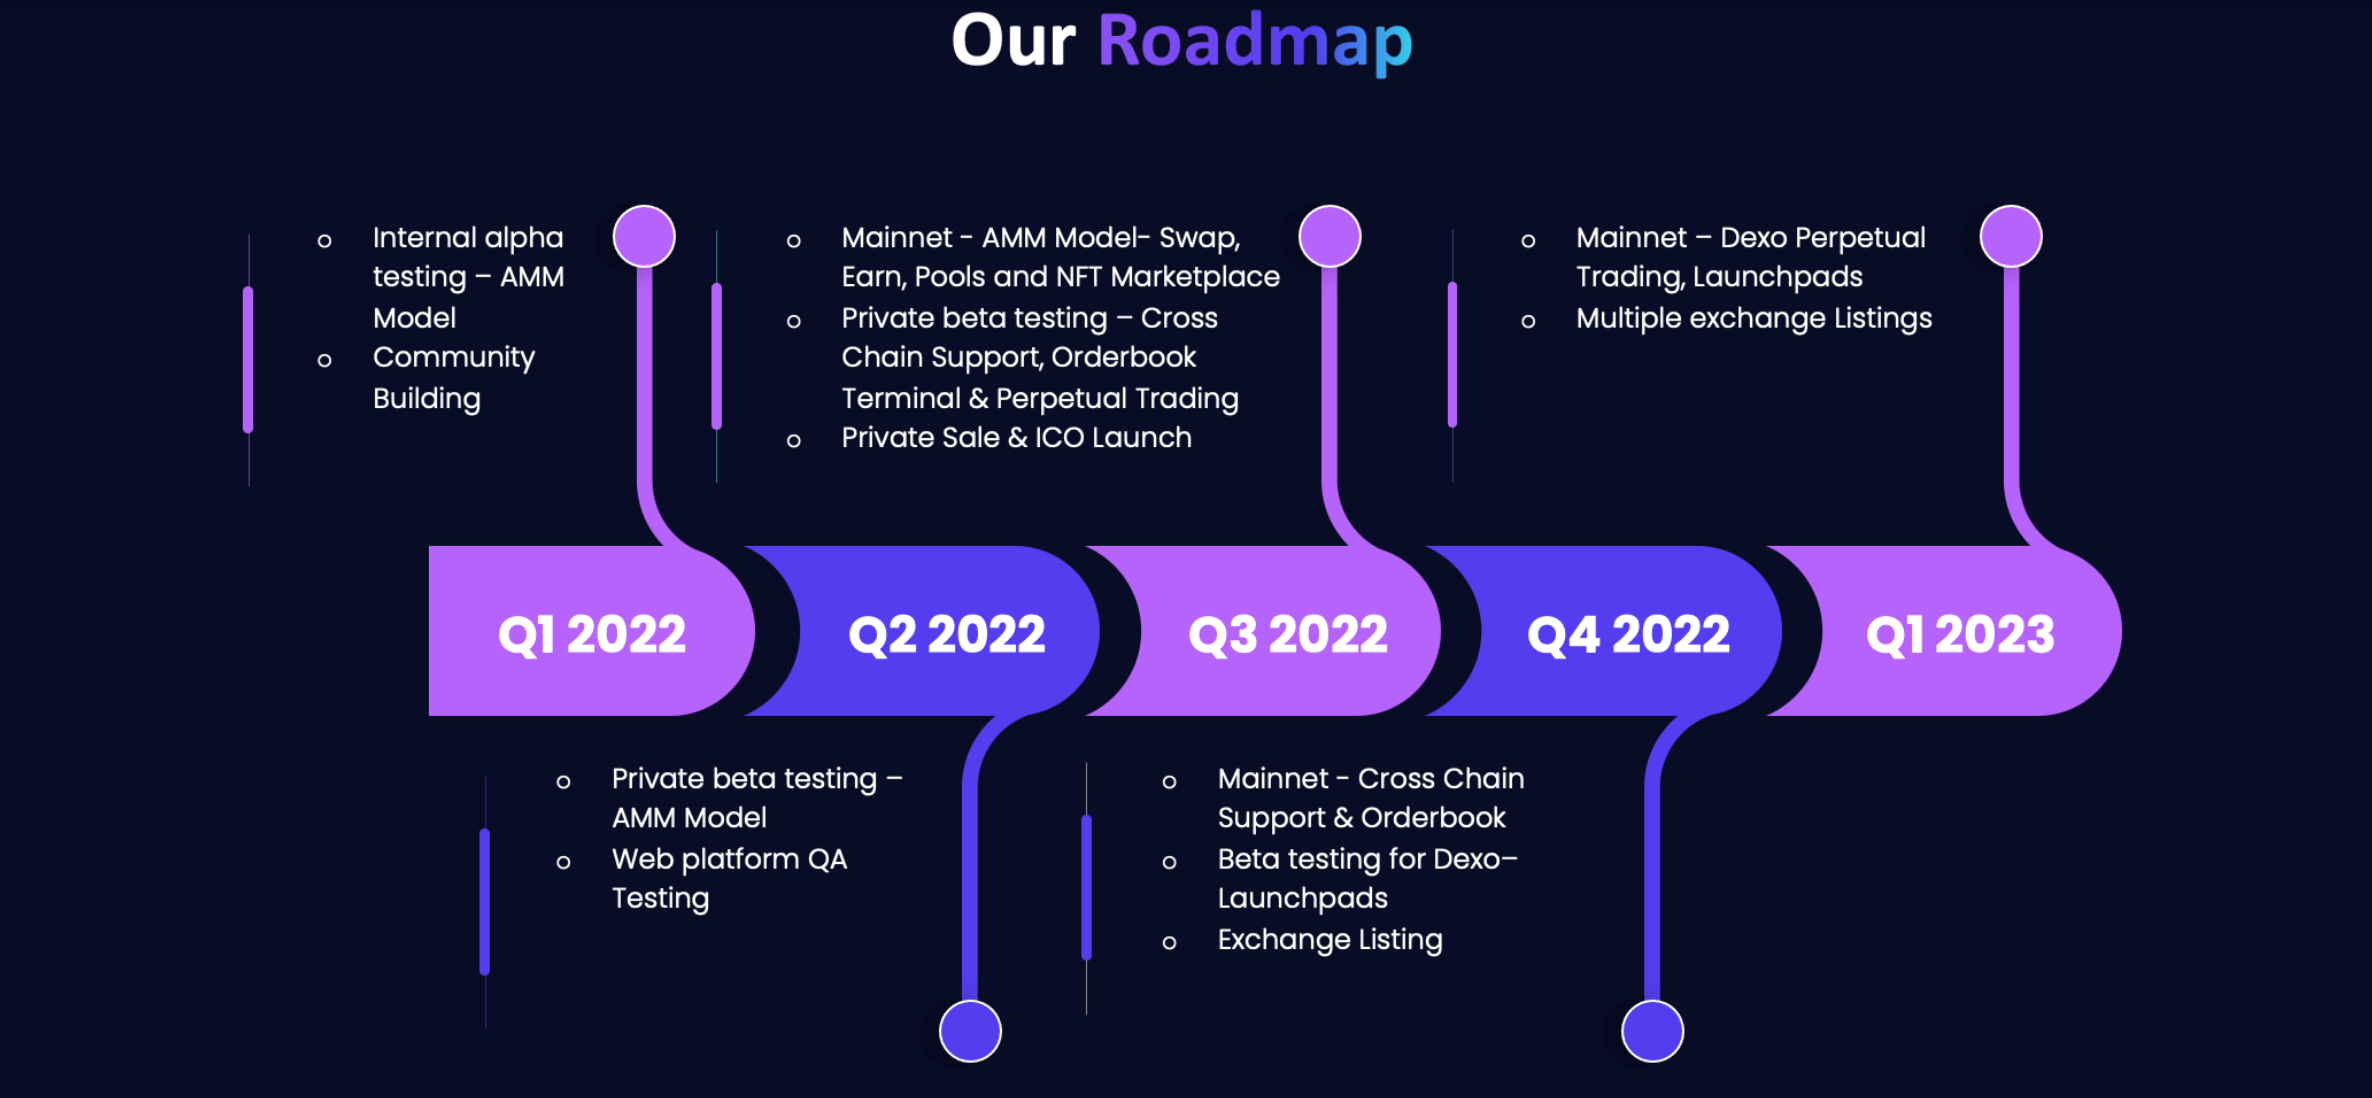 Our Roadmap
Internal alpha
testing – AMM
Model
Community
Building
Mainnet - AMM Model- Swap,
Earn, Pools and NFT Marketplace
Private beta testing – Cross
Chain Support, Orderbook
Terminal & Perpetual Trading
Private Sale & ICO Launch
Mainnet – Dexo Perpetual
Trading, Launchpads
Multiple exchange Listings
Q1 2022
Q2 2022
Q3 2022
Q4 2022
Q1 2023
Private beta testing –
AMM Model
Web platform QA
Testing
Mainnet - Cross Chain
Support & Orderbook
Beta testing for Dexo–
Launchpads
Exchange Listing